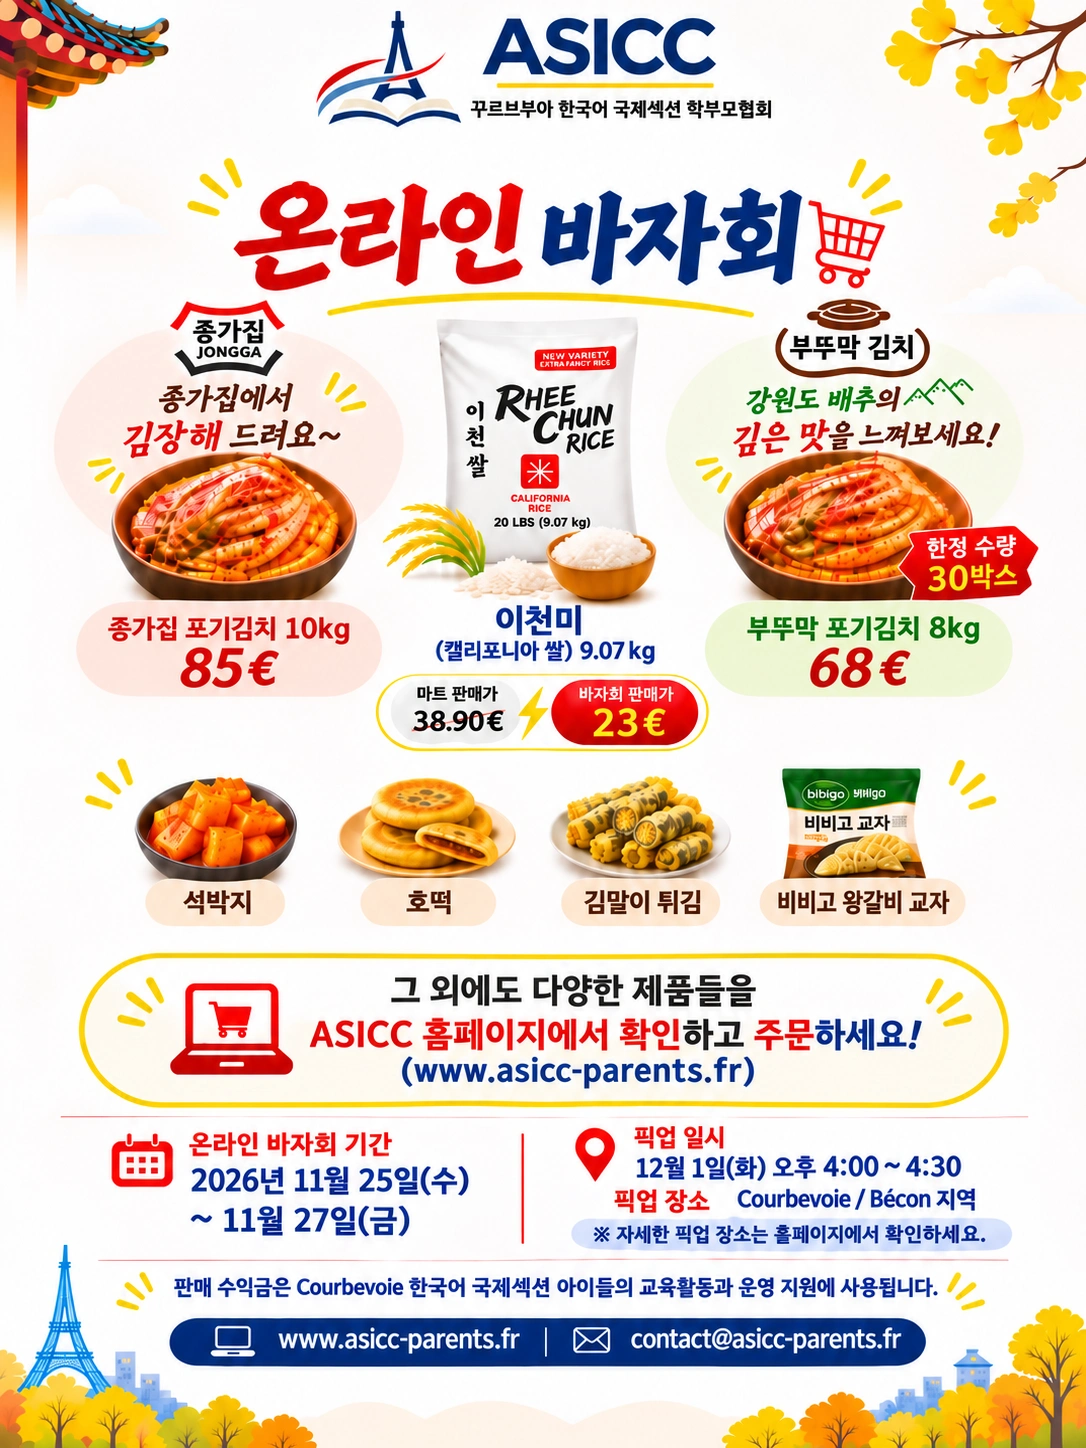 ASICC
꾸르브부아 한국어 국제섹션 학부모협회
온라인 바자회
종가집
JONGGA
종가집에서
김장해 드려요~
NEW VARIETY
EXTRA FANCY RICE
이천쌀
RHEE
CHUN
RICE
CALIFORNIA
RICE
20 LBS (9.07 kg)
부뚜막 김치
강원도 배추의
깊은 맛을 느껴보세요!
한정 수량
30박스
종가집 포기김치 10kg
85€
이천미
(캘리포니아 쌀) 9.07kg
마트 판매가
38.90€
바자회 판매가
23€
부뚜막 포기김치 8kg
68€
석박지
호떡
김말이 튀김
bibigo 비비고
비비고 교자
비비고 왕갈비 교자
그 외에도 다양한 제품들을
ASICC 홈페이지에서 확인하고 주문하세요!
(www.asicc-parents.fr)
온라인 바자회 기간
2026년 11월 25일(수)
~ 11월 27일(금)
픽업 일시
12월 1일(화) 오후 4:00 ~ 4:30
픽업 장소 Courbevoie / Bécon 지역
※ 자세한 픽업 장소는 홈페이지에서 확인하세요.
판매 수익금은 Courbevoie 한국어 국제섹션 아이들의 교육활동과 운영 지원에 사용됩니다.
www.asicc-parents.fr | contact@asicc-parents.fr